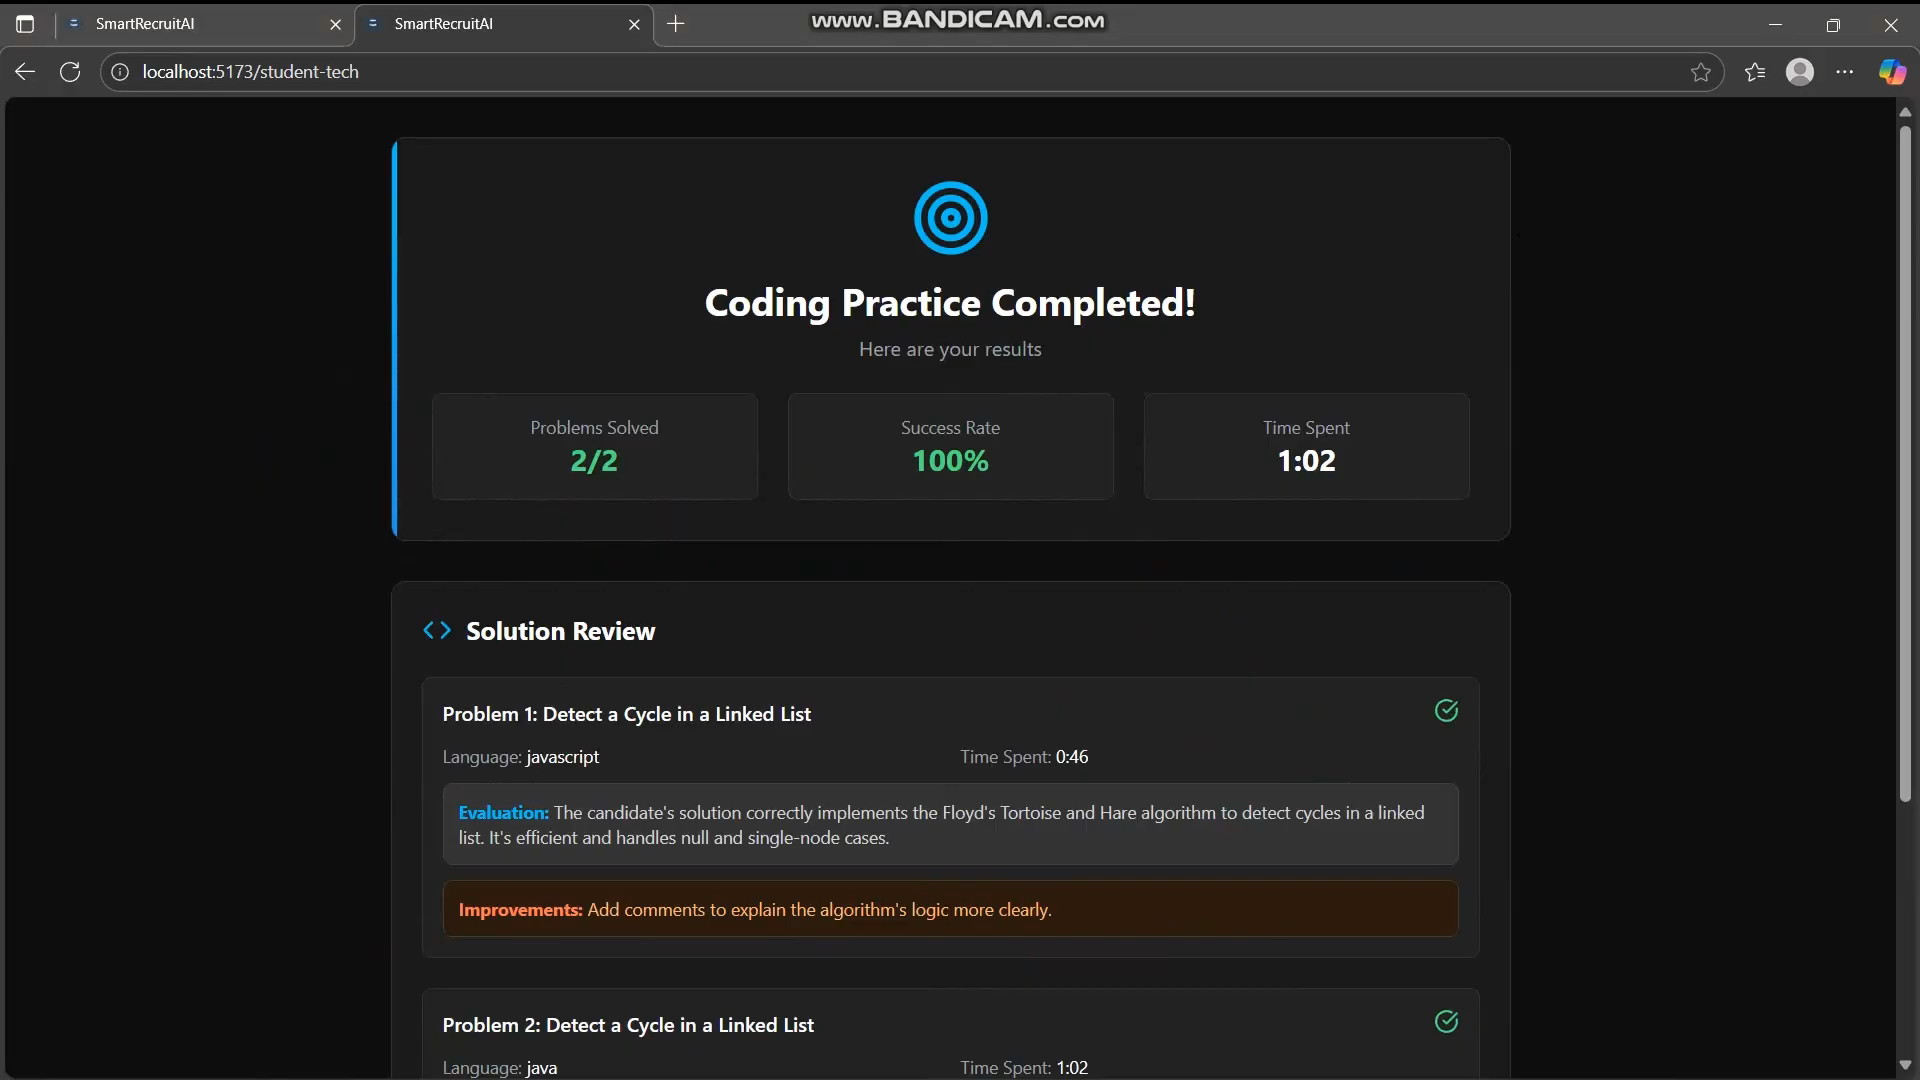 SmartRecruitAI
SmartRecruitAI
www.BANDICAM.com
localhost:5173/student-tech
Coding Practice Completed!
Here are your results
Problems Solved
2/2
Success Rate
100%
Time Spent
1:02
Solution Review
Problem 1: Detect a Cycle in a Linked List
Language: javascript
Time Spent: 0:46
Evaluation: The candidate's solution correctly implements the Floyd's Tortoise and Hare algorithm to detect cycles in a linked
list. It's efficient and handles null and single-node cases.
Improvements: Add comments to explain the algorithm's logic more clearly.
Problem 2: Detect a Cycle in a Linked List
Language: java
Time Spent: 1:02